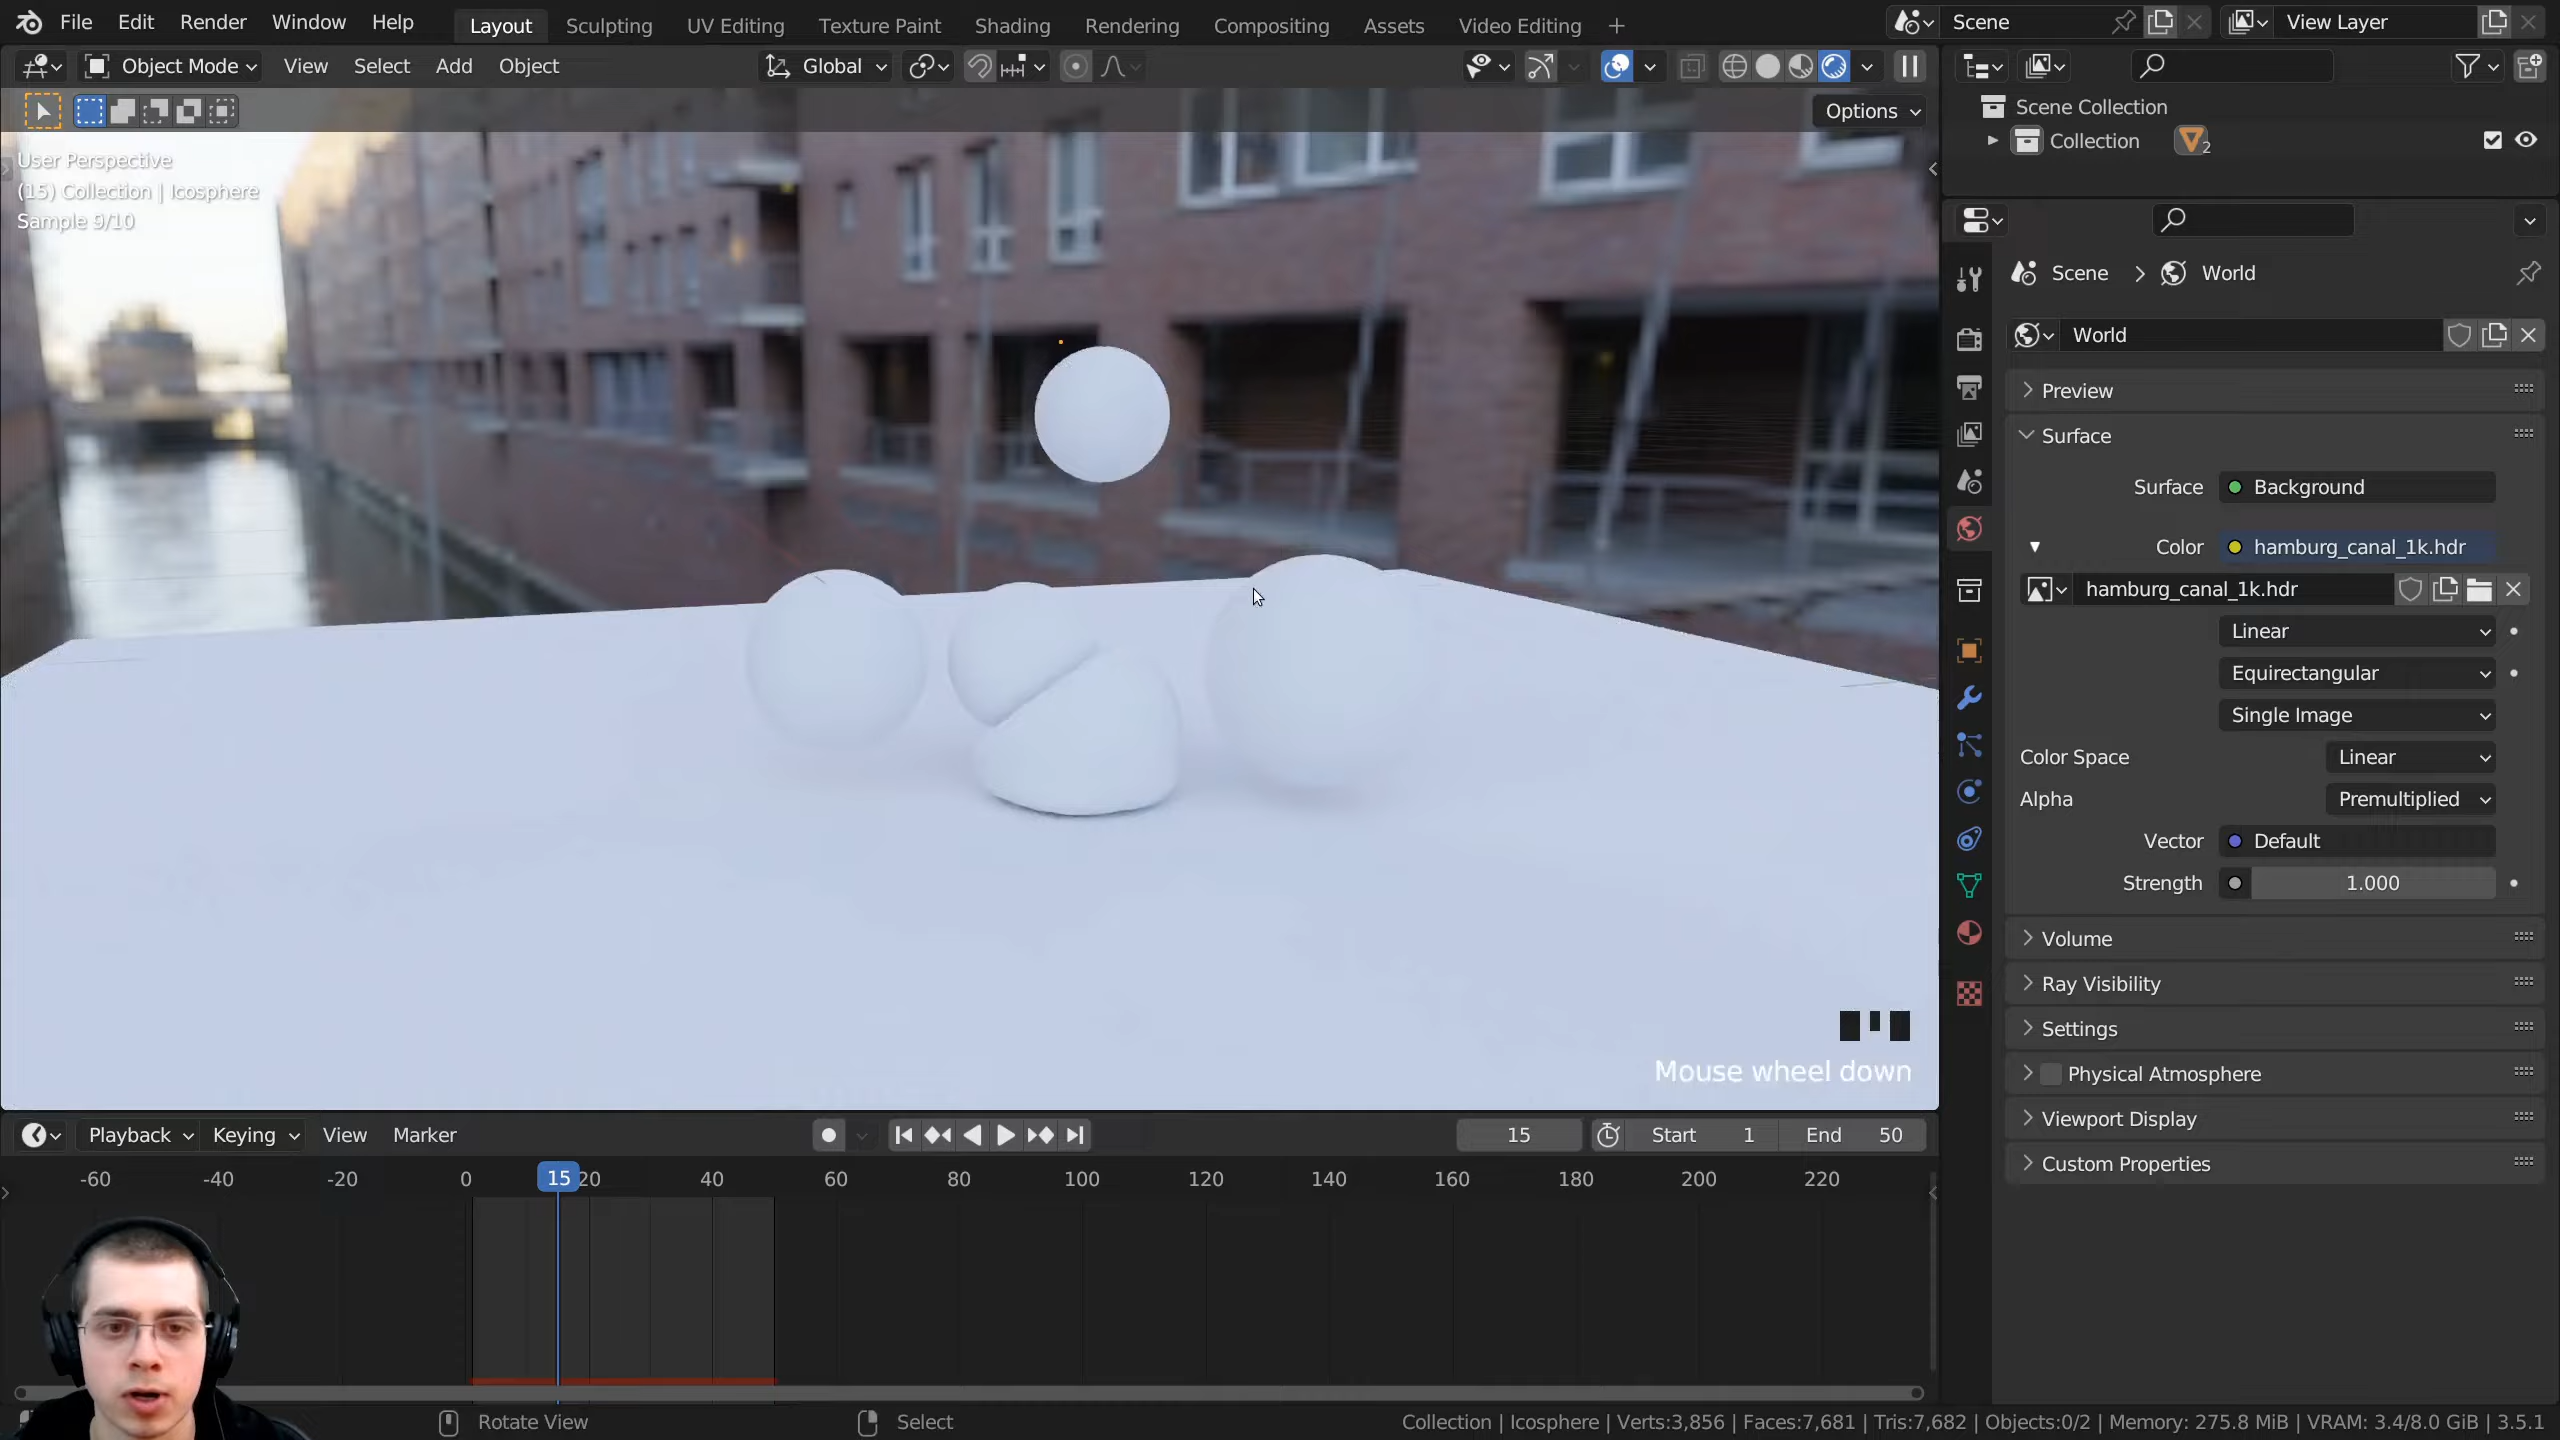 File Edit Render Window Help Layout Sculpting UV Editing Texture Paint Shading Rendering Compositing Assets Video Editing + Scene View Layer
Object Mode View Select Add Object Global
Options
User Perspective
(15) Collection | Icosphere
Sample 9/10
Scene Collection
Collection 2
Scene > World
World
Preview
Surface
Surface Background
Color hamburg_canal_1k.hdr
hamburg_canal_1k.hdr
Linear
Equirectangular
Single Image
Color Space Linear
Alpha Premultiplied
Vector Default
Strength 1.000
Volume
Ray Visibility
Settings
Physical Atmosphere
Viewport Display
Custom Properties
Mouse wheel down
Playback Keying View Marker 15 Start 1 End 50
-60 -40 -20 0 15 20 40 60 80 100 120 140 160 180 200 220
Rotate View Select Collection | Icosphere | Verts:3,856 | Faces:7,681 | Tris:7,682 | Objects:0/2 | Memory: 275.8 MiB | VRAM: 3.4/8.0 GiB | 3.5.1